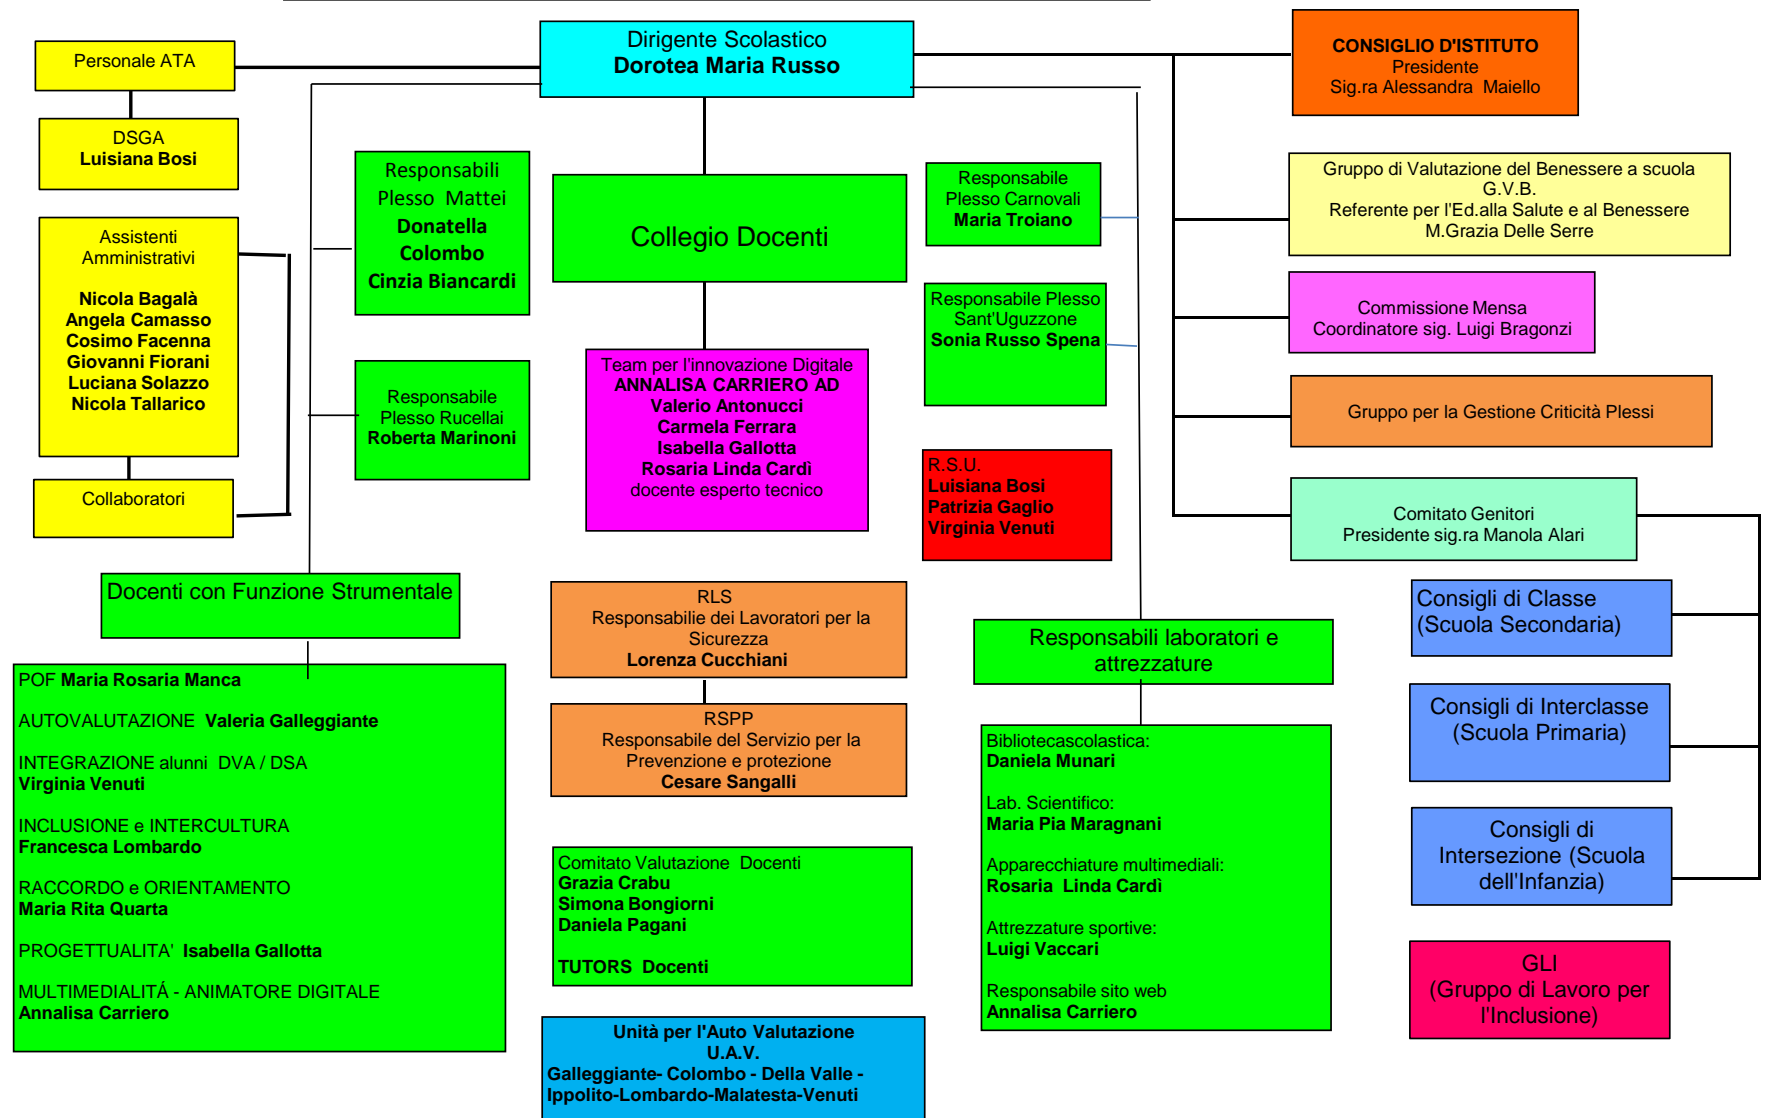 Personale ATA
Dirigente Scolastico
Dorotea Maria Russo
CONSIGLIO D'ISTITUTO
Presidente
Sig.ra Alessandra Maiello
DSGA
Luisiana Bosi
Responsabili
Plesso Mattei
Donatella
Colombo
Cinzia Biancardi
Collegio Docenti
Responsabile
Plesso Carnovali
Maria Troiano
Gruppo di Valutazione del Benessere a scuola
G.V.B.
Referente per l'Ed.alla Salute e al Benessere
M.Grazia Delle Serre
Assistenti
Amministrativi
Nicola Bagalà
Angela Camasso
Cosimo Facenna
Giovanni Fiorani
Luciana Solazzo
Nicola Tallarico
Responsabile Plesso
Sant'Uguzzone
Sonia Russo Spena
Commissione Mensa
Coordinatore sig. Luigi Bragonzi
Responsabile
Plesso Rucellai
Roberta Marinoni
Team per l'innovazione Digitale
ANNALISA CARRIERO AD
Valerio Antonucci
Carmela Ferrara
Isabella Gallotta
Rosaria Linda Cardì
docente esperto tecnico
Gruppo per la Gestione Criticità Plessi
R.S.U.
Luisiana Bosi
Patrizia Gaglio
Virginia Venuti
Collaboratori
Comitato Genitori
Presidente sig.ra Manola Alari
Docenti con Funzione Strumentale
RLS
Responsabilie dei Lavoratori per la
Sicurezza
Lorenza Cucchiani
Responsabili laboratori e
attrezzature
Consigli di Classe
(Scuola Secondaria)
POF Maria Rosaria Manca
AUTOVALUTAZIONE Valeria Galleggiante
INTEGRAZIONE alunni DVA / DSA
Virginia Venuti
INCLUSIONE e INTERCULTURA
Francesca Lombardo
RACCORDO e ORIENTAMENTO
Maria Rita Quarta
PROGETTUALITA' Isabella Gallotta
MULTIMEDIALITÁ - ANIMATORE DIGITALE
Annalisa Carriero
RSPP
Responsabile del Servizio per la
Prevenzione e protezione
Cesare Sangalli
Bibliotecascolastica:
Daniela Munari
Lab. Scientifico:
Maria Pia Maragnani
Apparecchiature multimediali:
Rosaria Linda Cardì
Attrezzature sportive:
Luigi Vaccari
Responsabile sito web
Annalisa Carriero
Consigli di Interclasse
(Scuola Primaria)
Consigli di
Intersezione (Scuola
dell'Infanzia)
Comitato Valutazione Docenti
Grazia Crabu
Simona Bongiorni
Daniela Pagani
TUTORS Docenti
GLI
(Gruppo di Lavoro per
l'Inclusione)
Unità per l'Auto Valutazione
U.A.V.
Galleggiante- Colombo - Della Valle -
Ippolito-Lombardo-Malatesta-Venuti